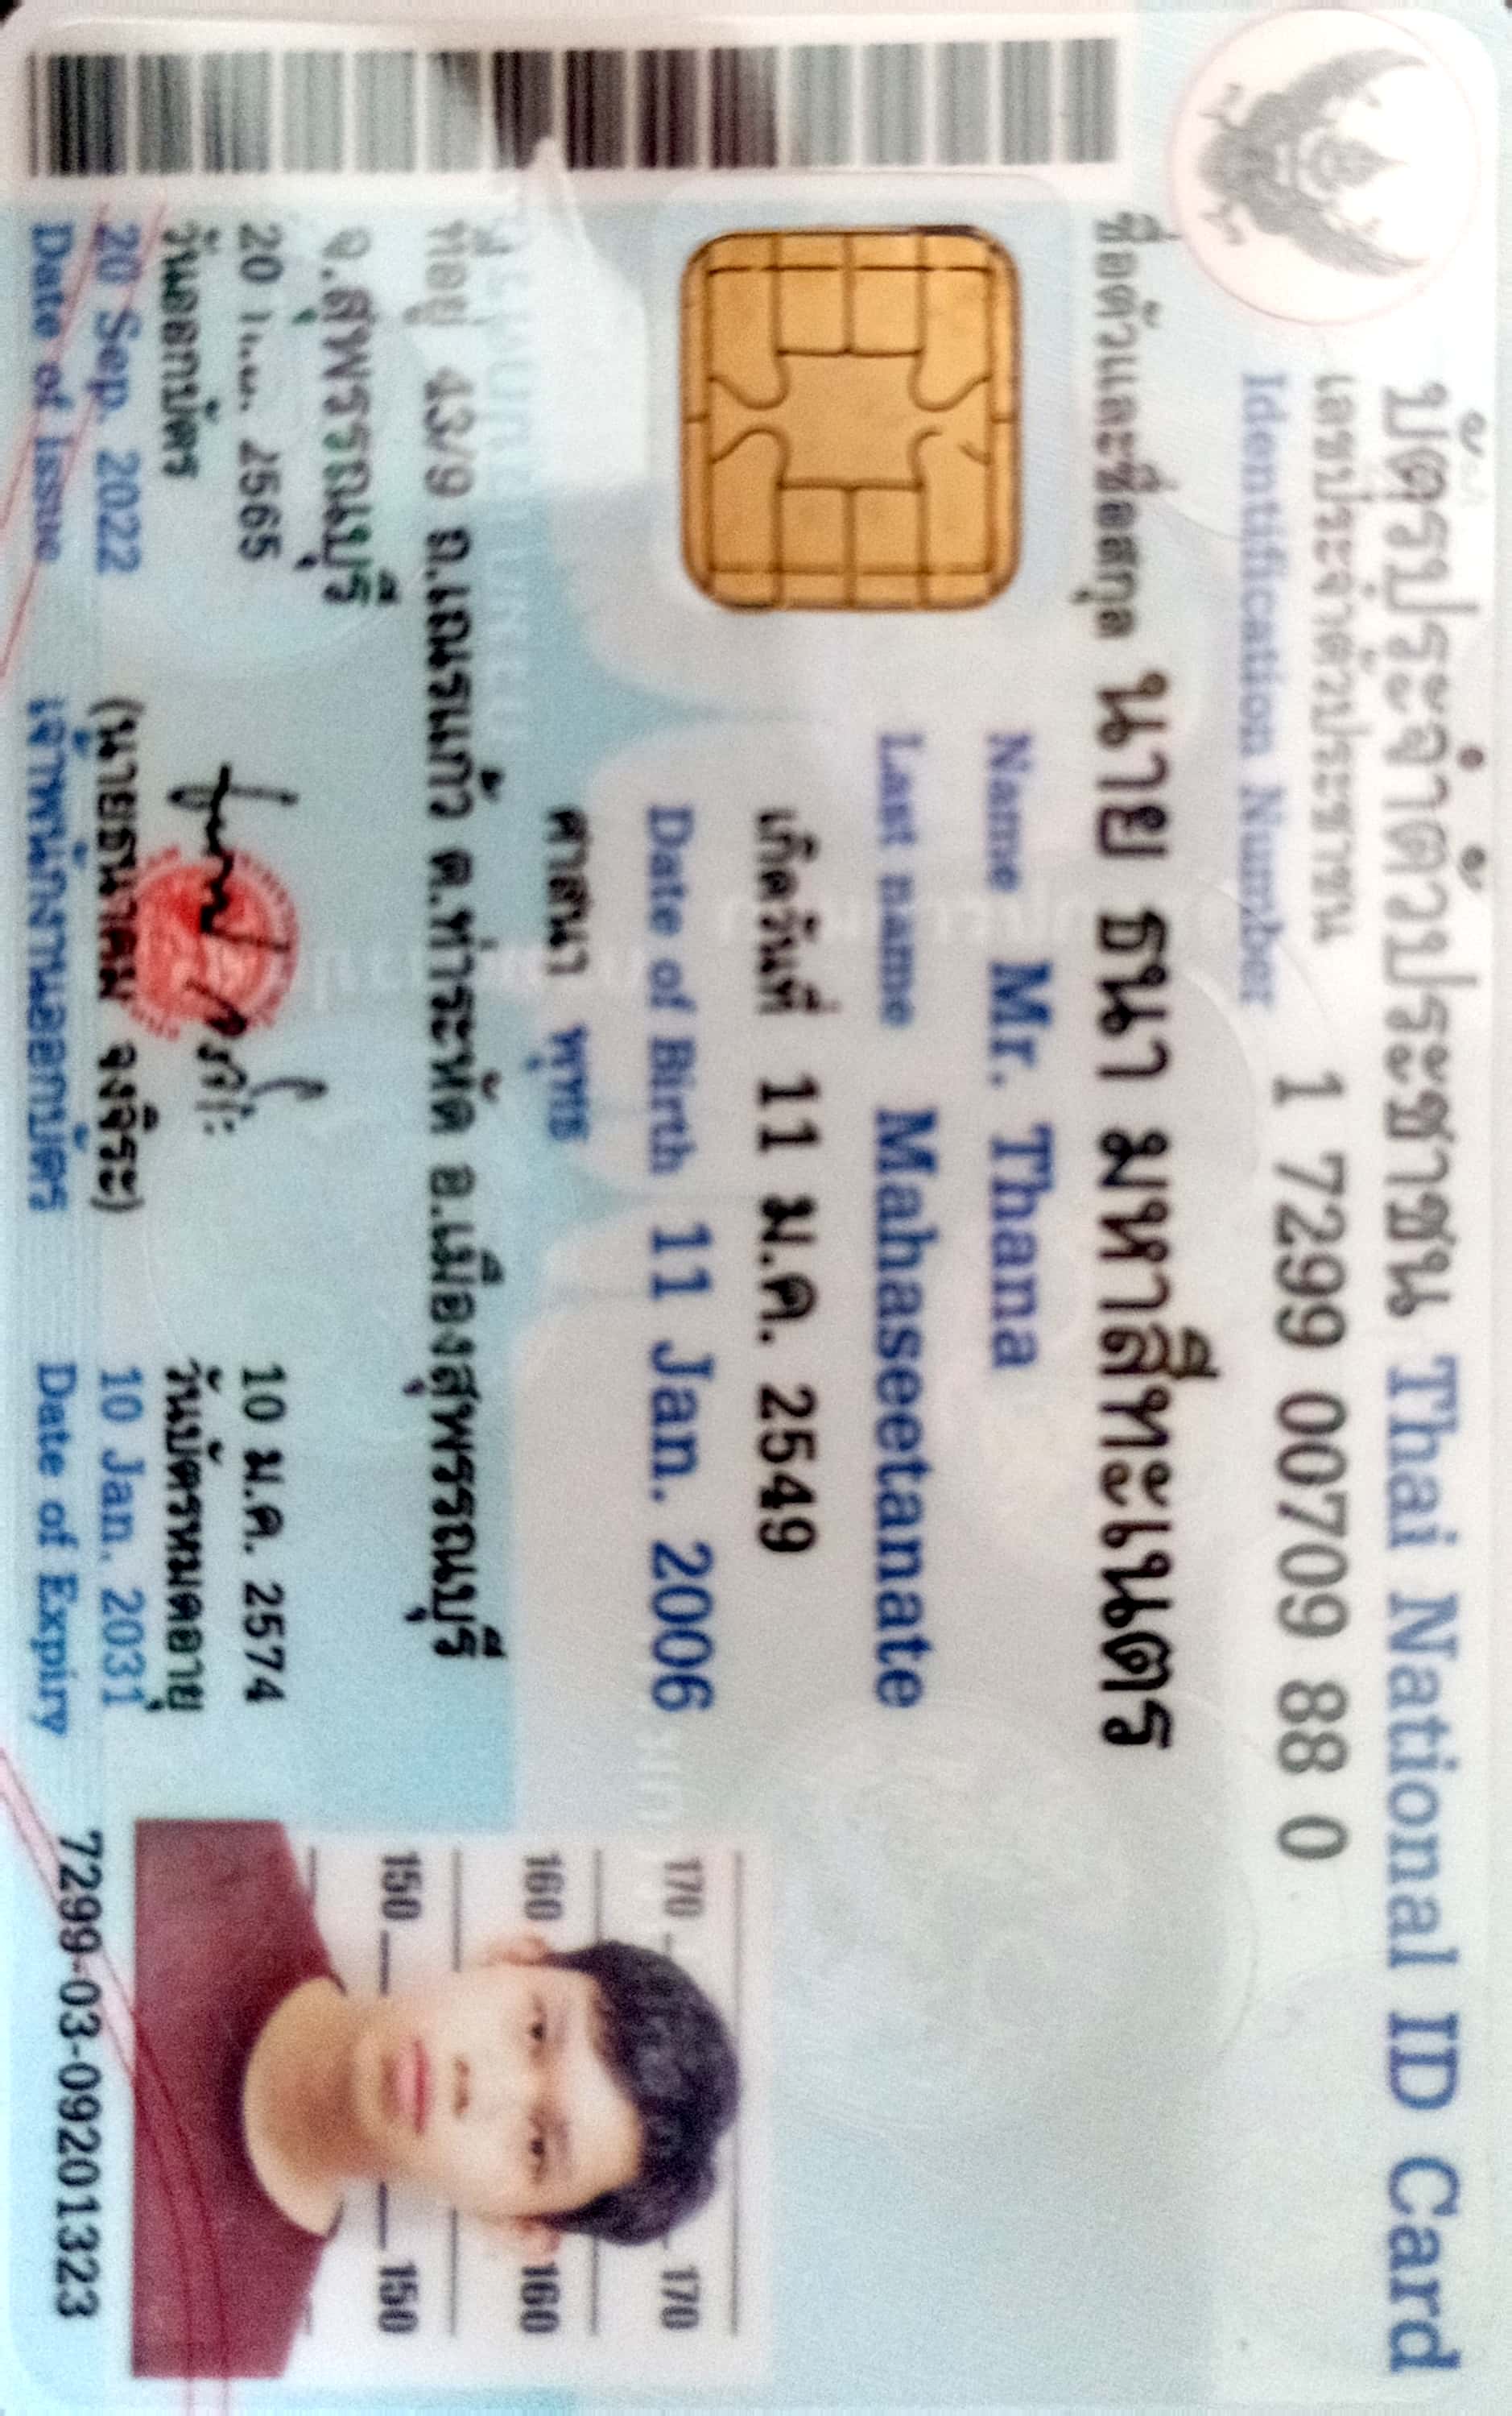 บัตรประจำตัวประชาชน Thai National ID Card
เลขประจำตัวประชาชน 1 7299 00709 88 0
Identification Number
ชื่อตัวและชื่อสกุล นาย ธนา มหาสีหะเนตร
Name Mr. Thana
Last name Mahaseetanate
เกิดวันที่ 11 ม.ค. 2549
Date of Birth 11 Jan. 2006
ศาสนา พุทธ
ที่อยู่ 43/9 ถ.เณรแก้ว ต.ท่าระหัด อ.เมืองสุพรรณบุรี
จ.สุพรรณบุรี
20 2565
วันออกบัตร
20 Sep. 2022
Date of Issue
(นายธนาคม จงจิระ)
เจ้าพนักงานออกบัตร
10 ม.ค. 2574
วันบัตรหมดอายุ
10 Jan. 2031
Date of Expiry
170 170
160 160
150 150
7299-03-09201323